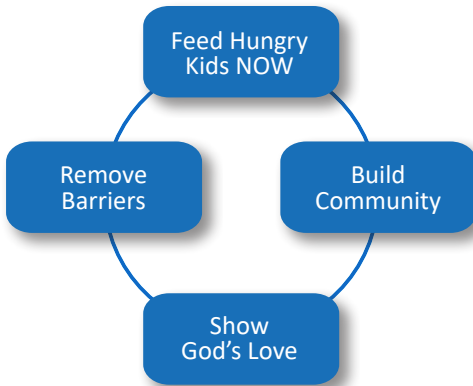 Feed Hungry
Kids NOW
Build
Community
Show
God’s Love
Remove
Barriers